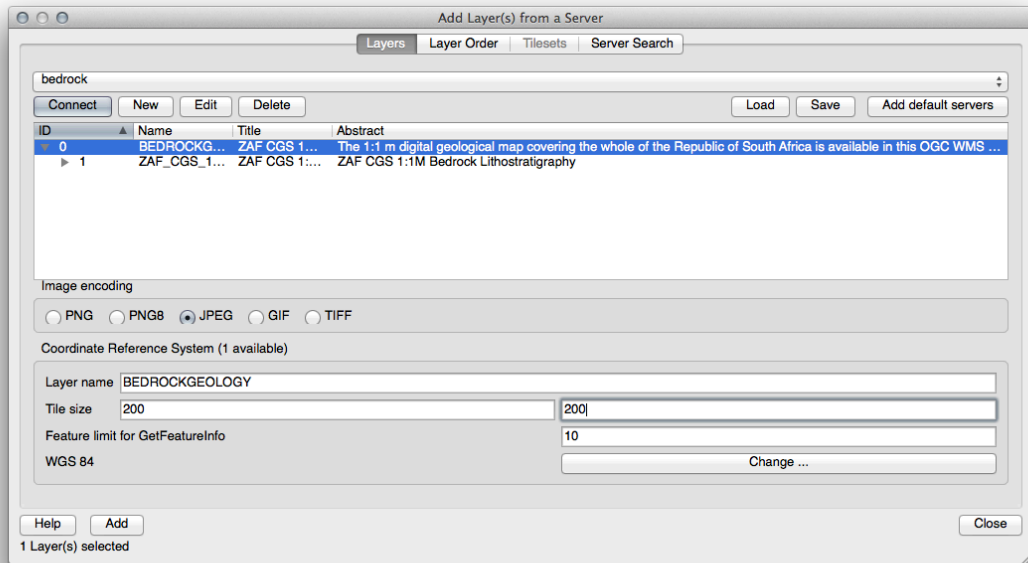 Add Layer(s) from a Server
Layers Layer Order Tilesets Server Search
bedrock
Connect New Edit Delete Load Save Add default servers
ID Name Title Abstract
0 BEDROCKG... ZAF CGS 1... The 1:1 m digital geological map covering the whole of the Republic of South Africa is available in this OGC WMS ...
1 ZAF_CGS_1... ZAF CGS 1:... ZAF CGS 1:1M Bedrock Lithostratigraphy
Image encoding
PNG PNG8 JPEG GIF TIFF
Coordinate Reference System (1 available)
Layer name BEDROCKGEOLOGY
Tile size 200 200
Feature limit for GetFeatureInfo 10
WGS 84 Change ...
Help Add Close
1 Layer(s) selected